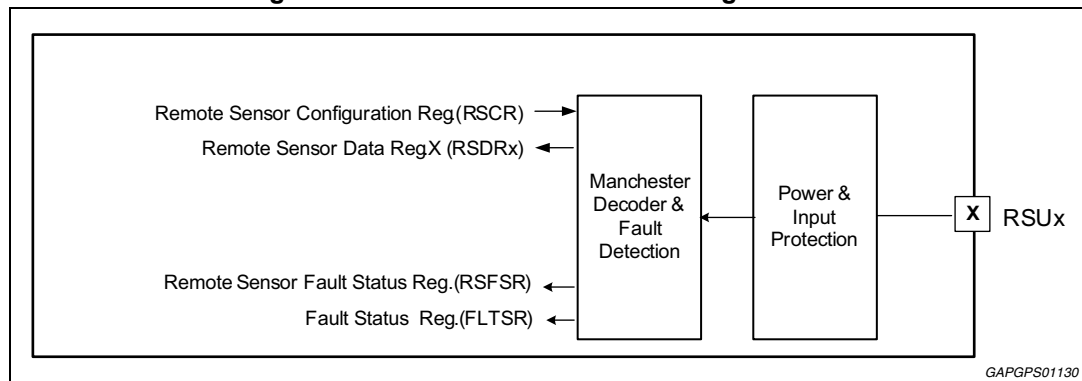 Remote Sensor Configuration Reg.(RSCR)
Remote Sensor Data Reg.X (RSDRx)
Manchester
Decoder &
Fault
Detection
Power &
Input
Protection
X
RSUx
Remote Sensor Fault Status Reg.(RSFSR)
Fault Status Reg.(FLTSR)
GAPGPS01130